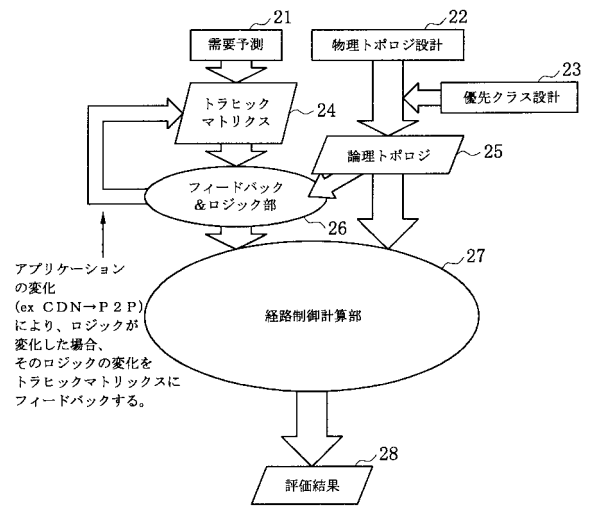 21
需要予測
22
物理トポロジ設計
23
優先クラス設計
トラヒック
マトリクス
24
論理トポロジ
25
フィードバック
&ロジック部
26
アプリケーション
の変化
(ex CDN→P2P)
により、ロジックが
変化した場合、
そのロジックの変化を
トラヒックマトリックスに
フィードバックする。
27
経路制御計算部
28
評価結果